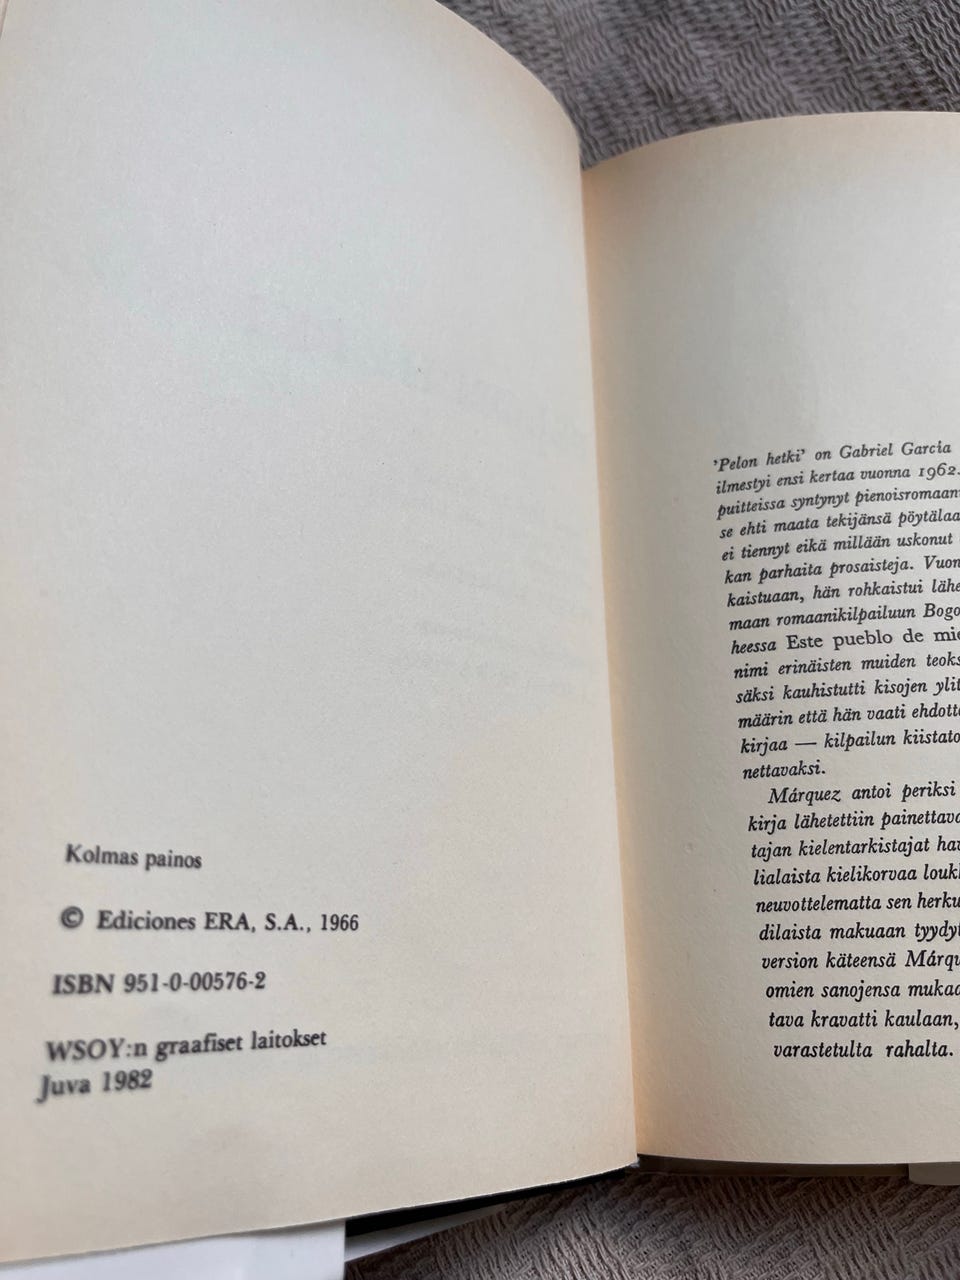 Kolmas painos
© Ediciones ERA, S.A., 1966
ISBN 951-0-00576-2
WSOY:n graafiset laitokset
Juva 1982
’Pelon hetki’ on Gabriel García
ilmestyi ensi kertaa vuonna 1962.
puitteissa syntynyt pienoisromaan
se ehti maata tekijänsä pöytälaa
ei tiennyt eikä millään uskonut
kan parhaita prosaisteja. Vuon
kaistuaan, hän rohkaistui lähe
maan romaanikilpailuun Bogo
heessa Este pueblo de mie
nimi erinäisten muiden teoks
säksi kauhistutti kisojen ylit
määrin että hän vaati ehdotto
kirjaa — kilpailun kiistato
nettavaksi.
Márquez antoi periksi
kirja lähetettiin painettava
tajan kielentarkistajat hav
lialaista kielikorvaa loukk
neuvottelematta sen herku
dilaista makuaan tyydyt
version käteensä Márqu
omien sanojensa mukaa
tava kravatti kaulaan,
varastetulta rahalta.